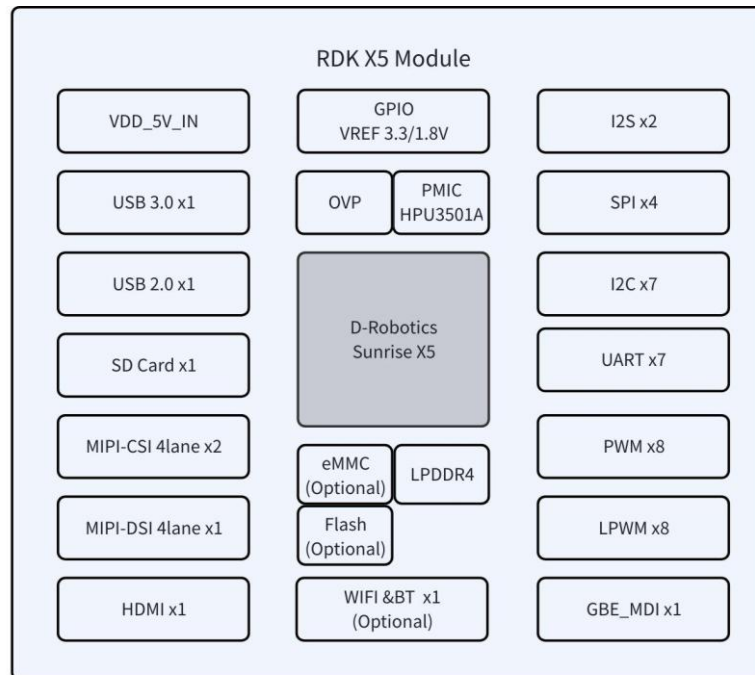 RDK X5 Module
VDD_5V_IN
GPIO
VREF 3.3/1.8V
I2S x2
USB 3.0 x1
OVP
PMIC
HPU3501A
SPI x4
USB 2.0 x1
D-Robotics
Sunrise X5
I2C x7
SD Card x1
UART x7
MIPI-CSI 4lane x2
eMMC
(Optional)
LPDDR4
PWM x8
MIPI-DSI 4lane x1
Flash
(Optional)
LPWM x8
HDMI x1
WIFI &BT  x1
(Optional)
GBE_MDI x1